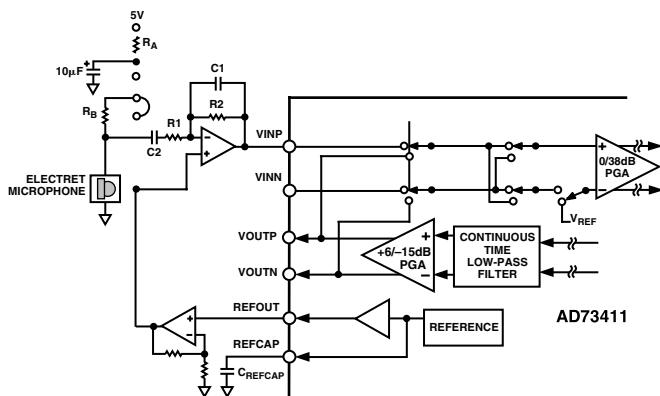 5V
RA
10µF
C1
R2
RB
R1
C2
VINP
ELECTRET
MICROPHONE
VINN
0/38dB
PGA
VREF
VOUTP
+6/–15dB
PGA
CONTINUOUS
TIME
LOW-PASS
FILTER
VOUTN
REFOUT
REFERENCE
AD73411
REFCAP
CREFCAP